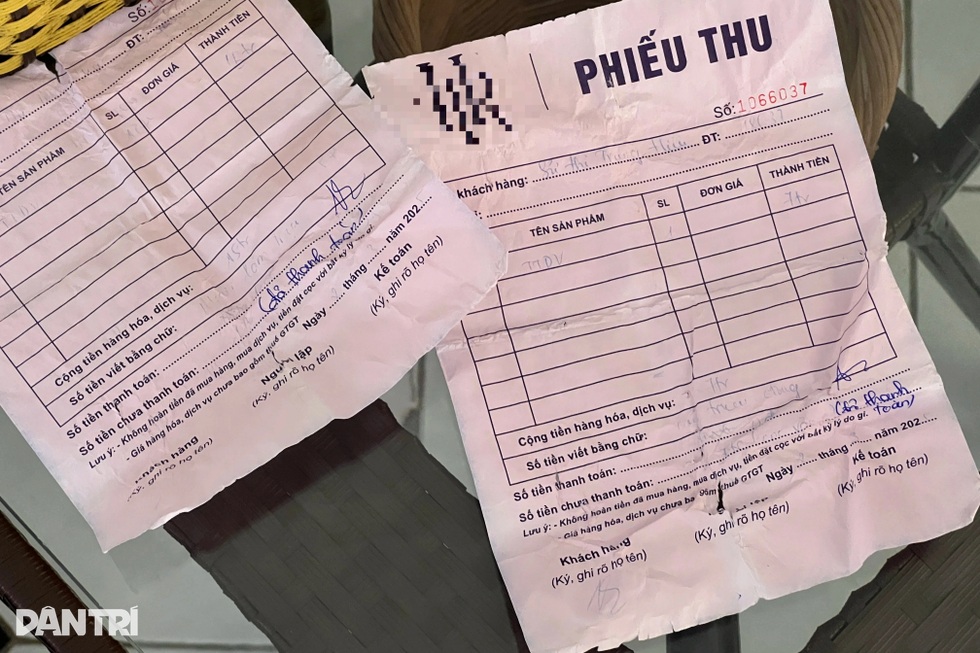 Số:
ĐT:
TÊN SẢN PHẨM
SL
ĐƠN GIÁ
THÀNH TIỀN
Cộng tiền hàng hóa, dịch vụ:
Số tiền viết bằng chữ:
Số tiền thanh toán:
Đã thanh toán
Số tiền chưa thanh toán:
Lưu ý: - Không hoàn tiền đã mua hàng, mua dịch vụ, tiền đặt cọc với bất kỳ lý do gì.
- Giá hàng hóa, dịch vụ chưa bao gồm thuế GTGT
Ngày tháng năm 202...
Khách hàng
(Ký, ghi rõ họ tên)
Người lập
(Ký, ghi rõ họ tên)
Kế toán
(Ký, ghi rõ họ tên)
PHIẾU THU
Số: 1066037
khách hàng: ĐT:
TÊN SẢN PHẨM
SL
ĐƠN GIÁ
THÀNH TIỀN
TTDV
1
Cộng tiền hàng hóa, dịch vụ:
Số tiền viết bằng chữ:
Số tiền thanh toán:
Đã thanh toán
Số tiền chưa thanh toán:
Lưu ý: - Không hoàn tiền đã mua hàng, mua dịch vụ, tiền đặt cọc với bất kỳ lý do gì.
- Giá hàng hóa, dịch vụ chưa bao gồm thuế GTGT
Ngày ..... tháng ..... năm 202...
Khách hàng
(Ký, ghi rõ họ tên)
(Ký, ghi rõ họ tên)
Kế toán
(Ký, ghi rõ họ tên)
DÂN TRÍ